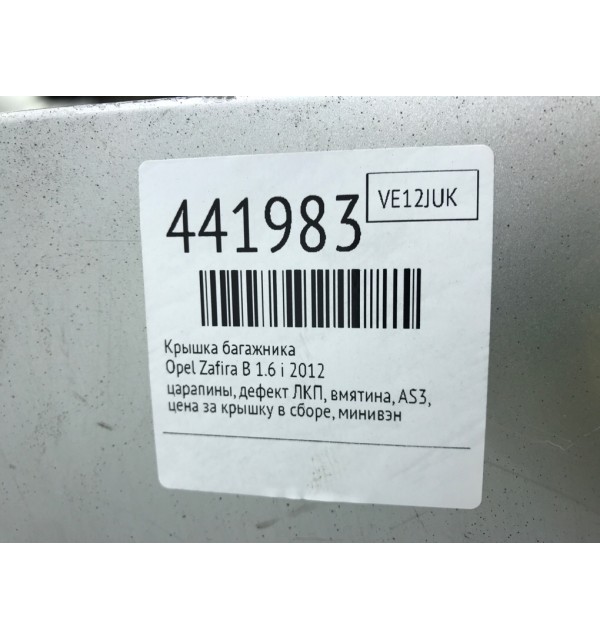 441983
VE12JUK
Крышка багажника
Opel Zafira B 1.6 i 2012
царапины, дефект ЛКП, вмятина, AS3,
цена за крышку в сборе, минивэн